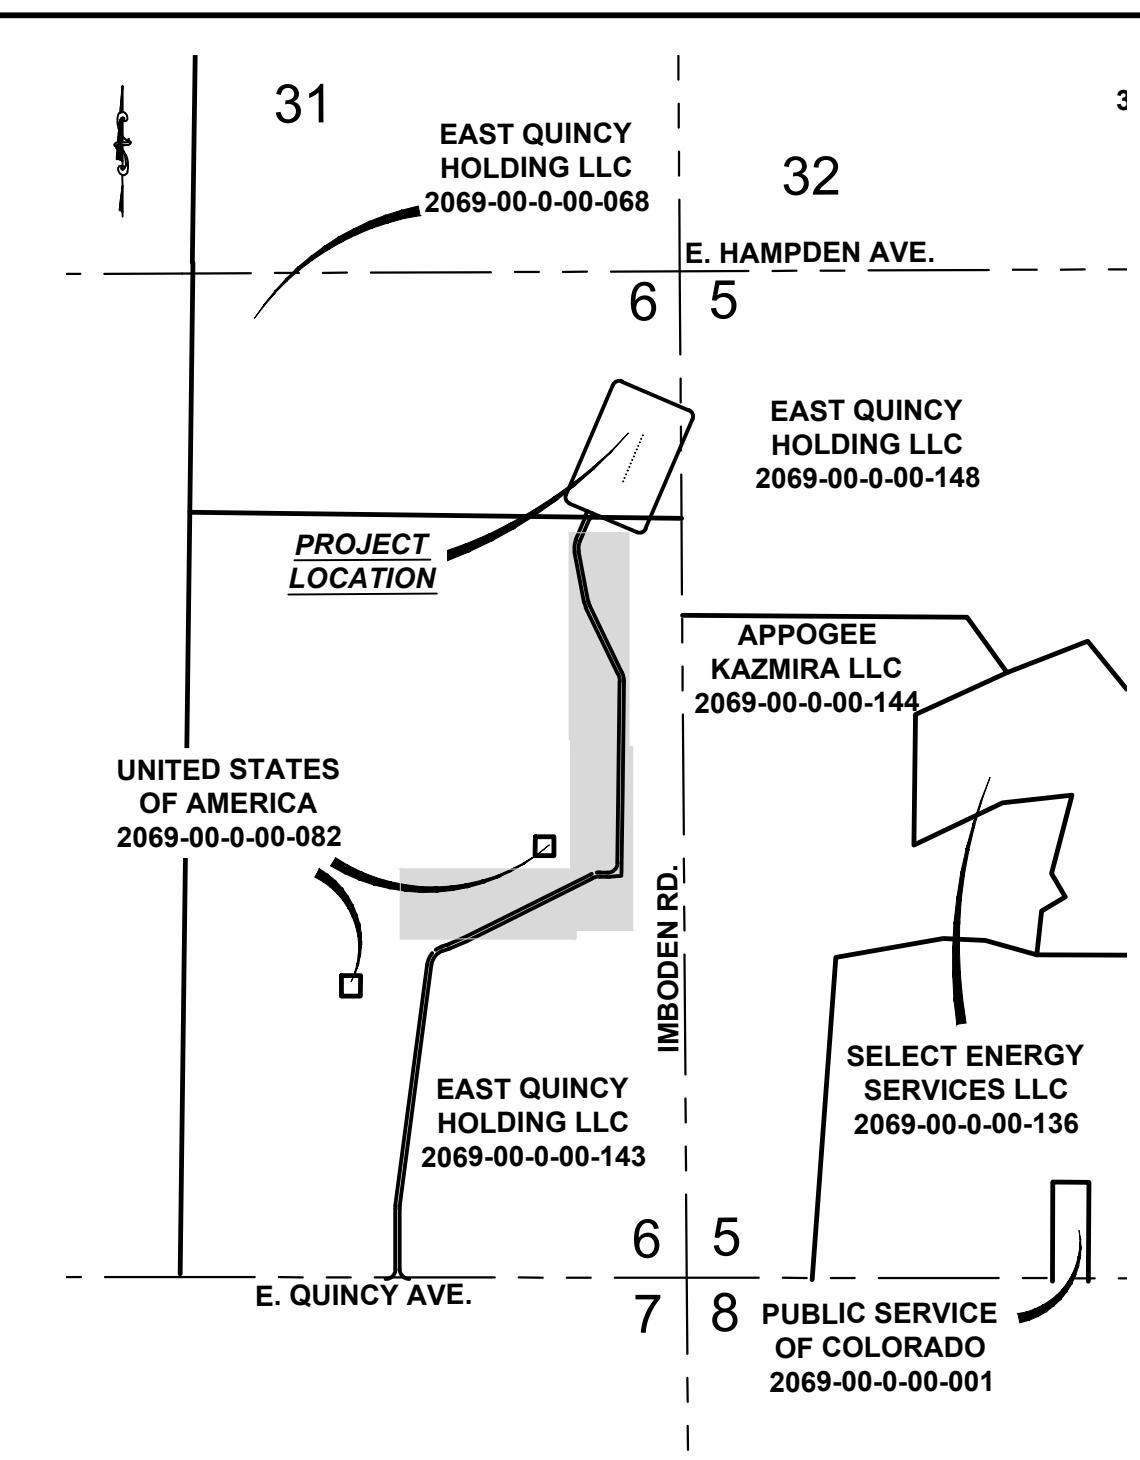 31
EAST QUINCY
HOLDING LLC
2069-00-0-00-068
32
3
E. HAMPDEN AVE.
6
5
EAST QUINCY
HOLDING LLC
2069-00-0-00-148
PROJECT
LOCATION
APPOGEE
KAZMIRA LLC
2069-00-0-00-144
UNITED STATES
OF AMERICA
2069-00-0-00-082
IMBODEN RD.
SELECT ENERGY
SERVICES LLC
2069-00-0-00-136
EAST QUINCY
HOLDING LLC
2069-00-0-00-143
6
5
E. QUINCY AVE.
7
8
PUBLIC SERVICE
OF COLORADO
2069-00-0-00-001